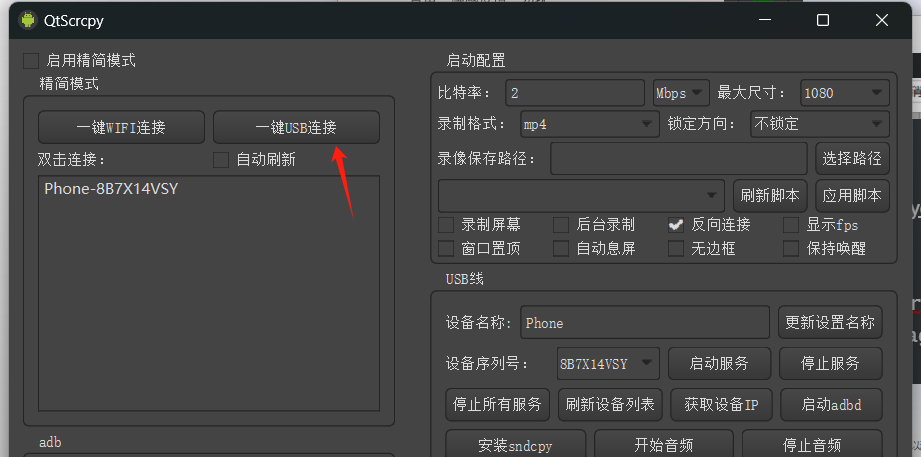 QtScrcpy
启用精简模式
精简模式
一键WIFI连接 一键USB连接
双击连接： 自动刷新
Phone-8B7X14VSY
adb
启动配置
比特率： 2 Mbps 最大尺寸： 1080
录制格式： mp4 锁定方向： 不锁定
录像保存路径： 选择路径
刷新脚本 应用脚本
录制屏幕 后台录制 反向连接 显示fps
窗口置顶 自动息屏 无边框 保持唤醒
USB线
设备名称: Phone 更新设置名称
设备序列号： 8B7X14VSY 启动服务 停止服务
停止所有服务 刷新设备列表 获取设备IP 启动adbd
安装sndcpy 开始音频 停止音频